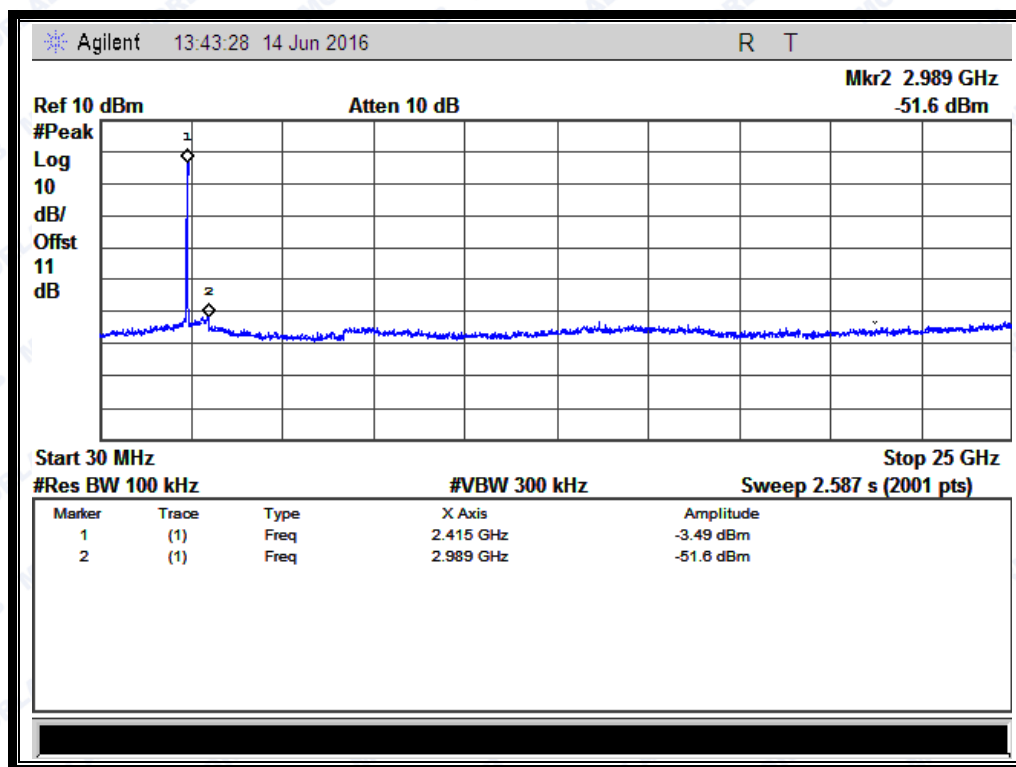 Agilent 13:43:28 14 Jun 2016 R T
Mkr2 2.989 GHz
Ref 10 dBm Atten 10 dB -51.6 dBm
#Peak
Log
10
dB/
Offst
11
dB
1
2
Start 30 MHz Stop 25 GHz
#Res BW 100 kHz #VBW 300 kHz Sweep 2.587 s (2001 pts)
Marker Trace Type X Axis Amplitude
1 (1) Freq 2.415 GHz -3.49 dBm
2 (1) Freq 2.989 GHz -51.6 dBm